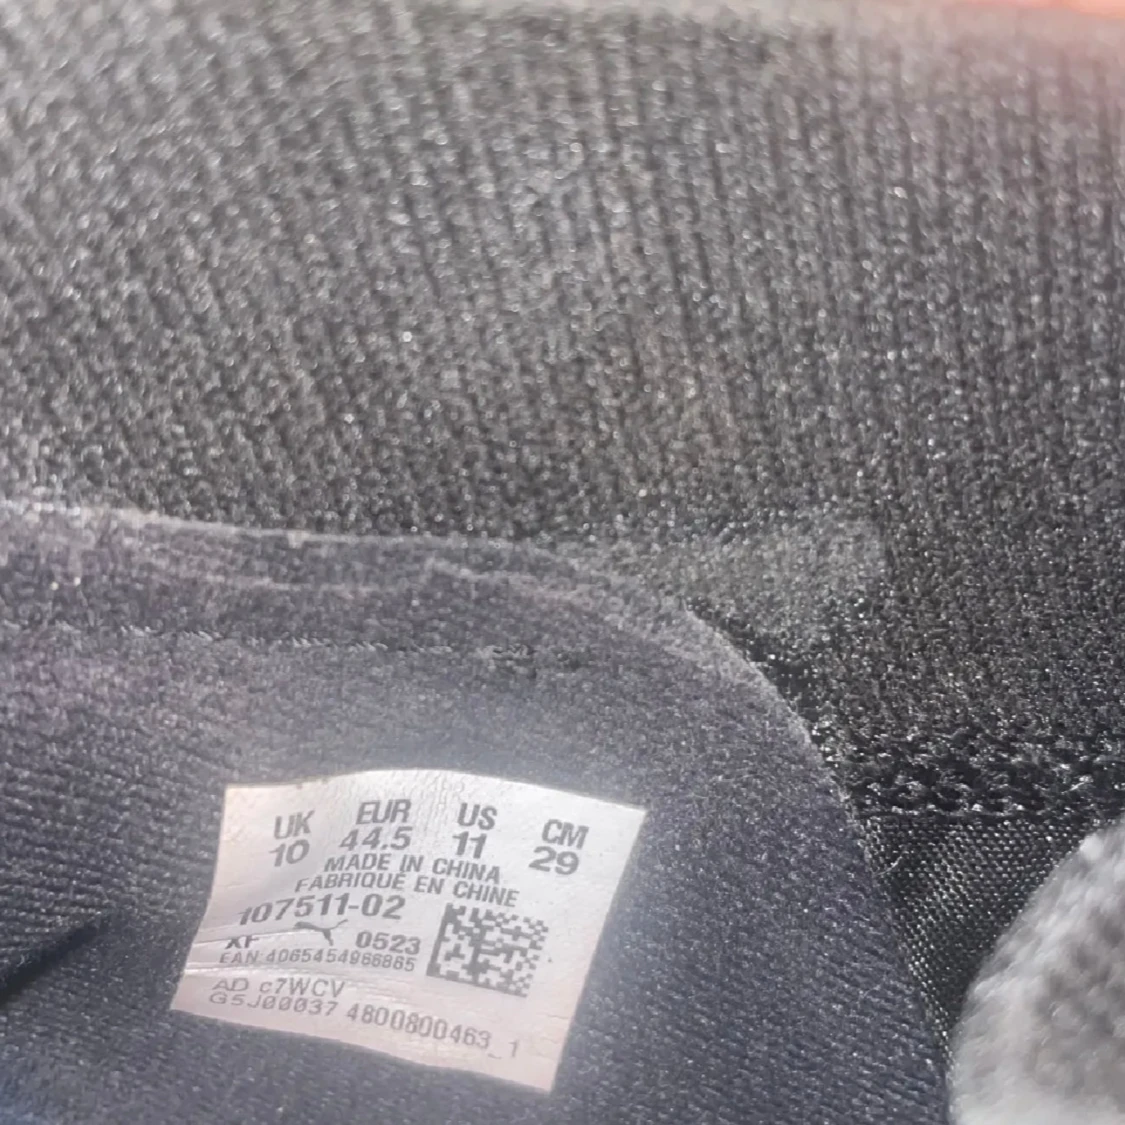 UK EUR US CM
10 44.5 11 29
MADE IN CHINA
FABRIQUÉ EN CHINE
107511-02
XF 0523
EAN:4065454966865
AD c7WCV
G5J00037 4800800463_1